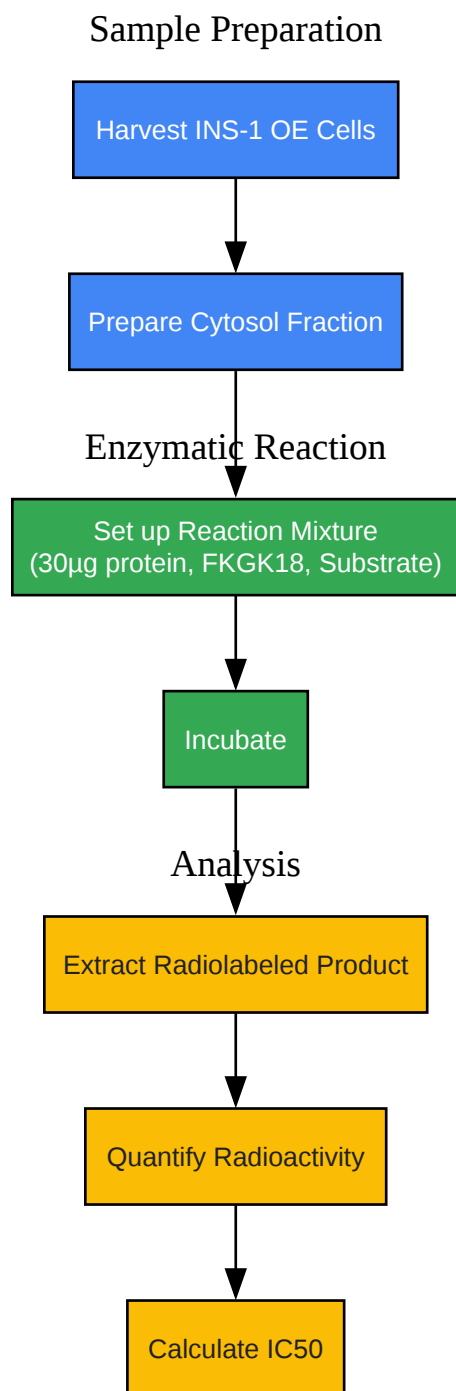 Sample Preparation
Harvest INS-1 OE Cells
Prepare Cytosol Fraction
Enzymatic Reaction
Set up Reaction Mixture
(30µg protein, FKGK18, Substrate)
Incubate
Analysis
Extract Radiolabeled Product
Quantify Radioactivity
Calculate IC50